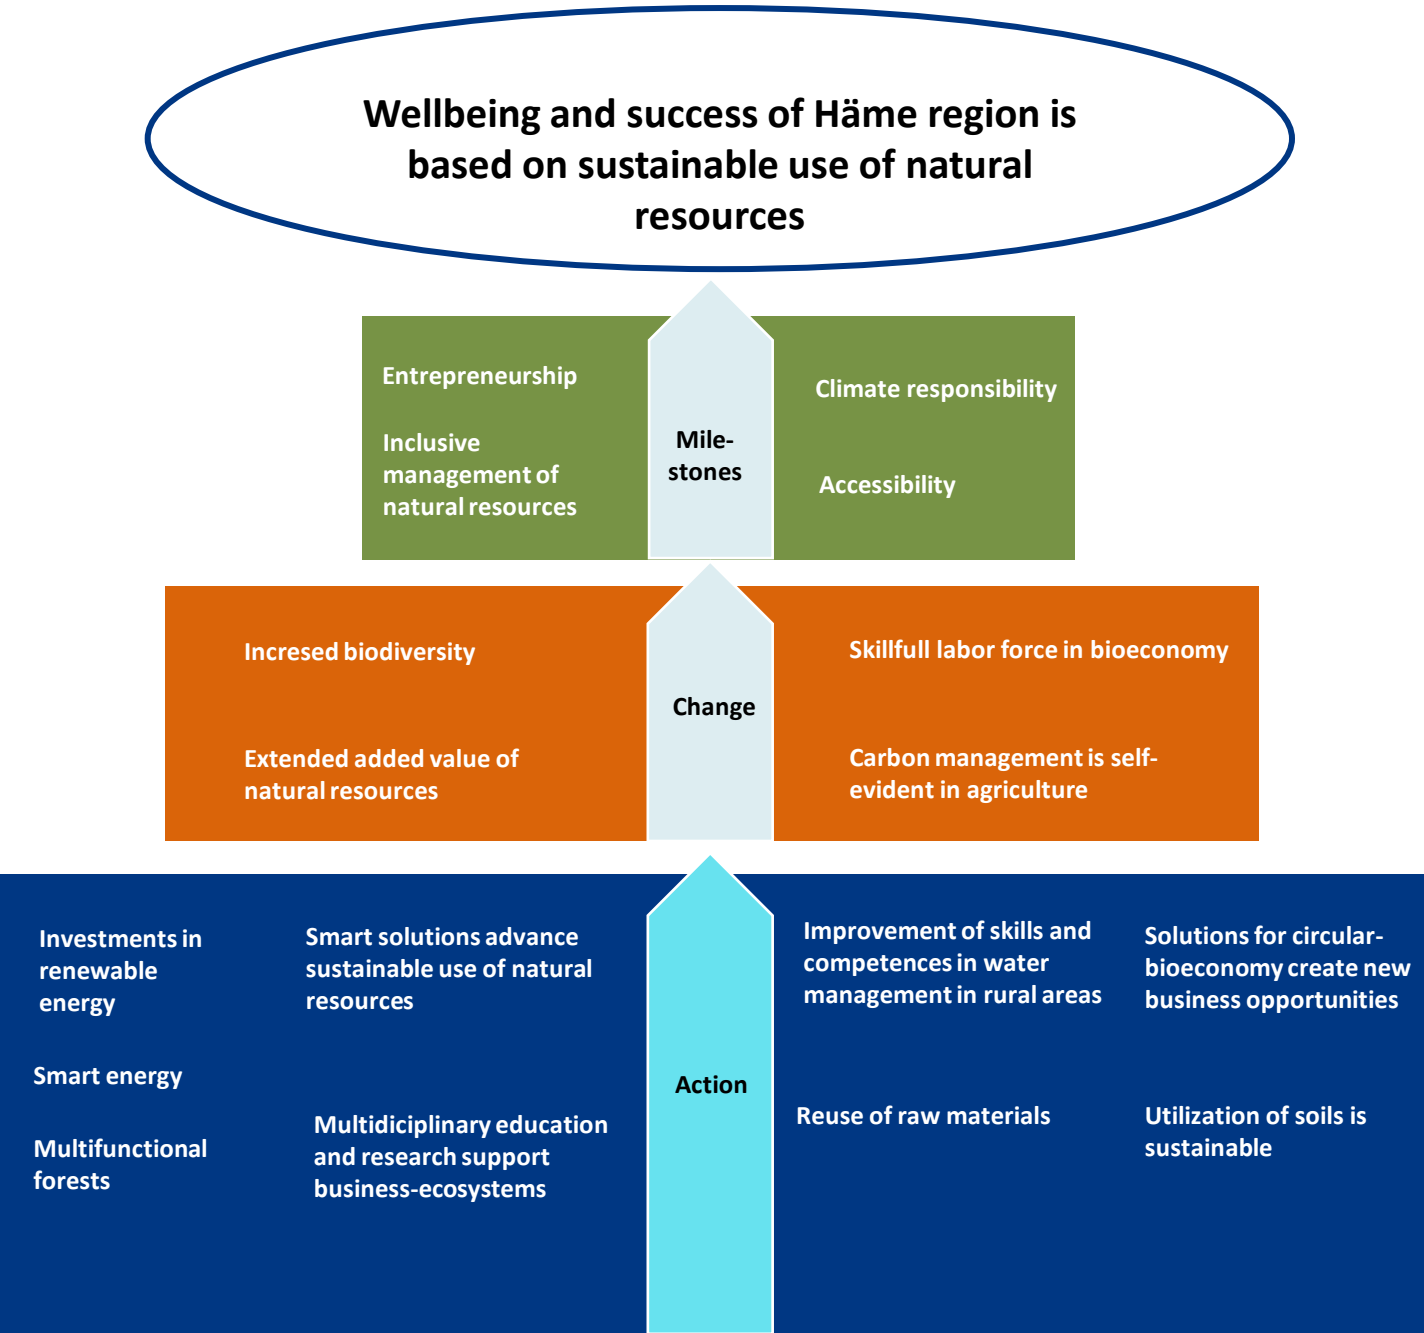 Wellbeing and success of Häme region is
based on sustainable use of natural
resources
Entrepreneurship
Inclusive
management of
natural resources
Mile-
stones
Climate responsibility
Accessibility
Incresed biodiversity
Extended added value of
natural resources
Change
Skillfull labor force in bioeconomy
Carbon management is self-
evident in agriculture
Investments in
renewable
energy
Smart energy
Multifunctional
forests
Smart solutions advance
sustainable use of natural
resources
Multidiciplinary education
and research support
business-ecosystems
Action
Improvement of skills and
competences in water
management in rural areas
Reuse of raw materials
Solutions for circular-
bioeconomy create new
business opportunities
Utilization of soils is
sustainable